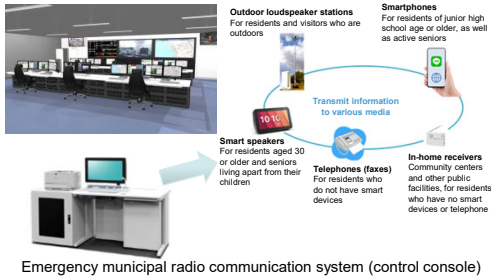 Outdoor loudspeaker stations
For residents and visitors who are
outdoors
Smartphones
For residents of junior high
school age or older, as well
as active seniors
Transmit information
to various media
Smart speakers
For residents aged 30
or older and seniors
living apart from their
children
Telephones (faxes)
For residents who
do not have smart
devices
In-home receivers
Community centers
and other public
facilities, for residents
who have no smart
devices or telephone
Emergency municipal radio communication system (control console)